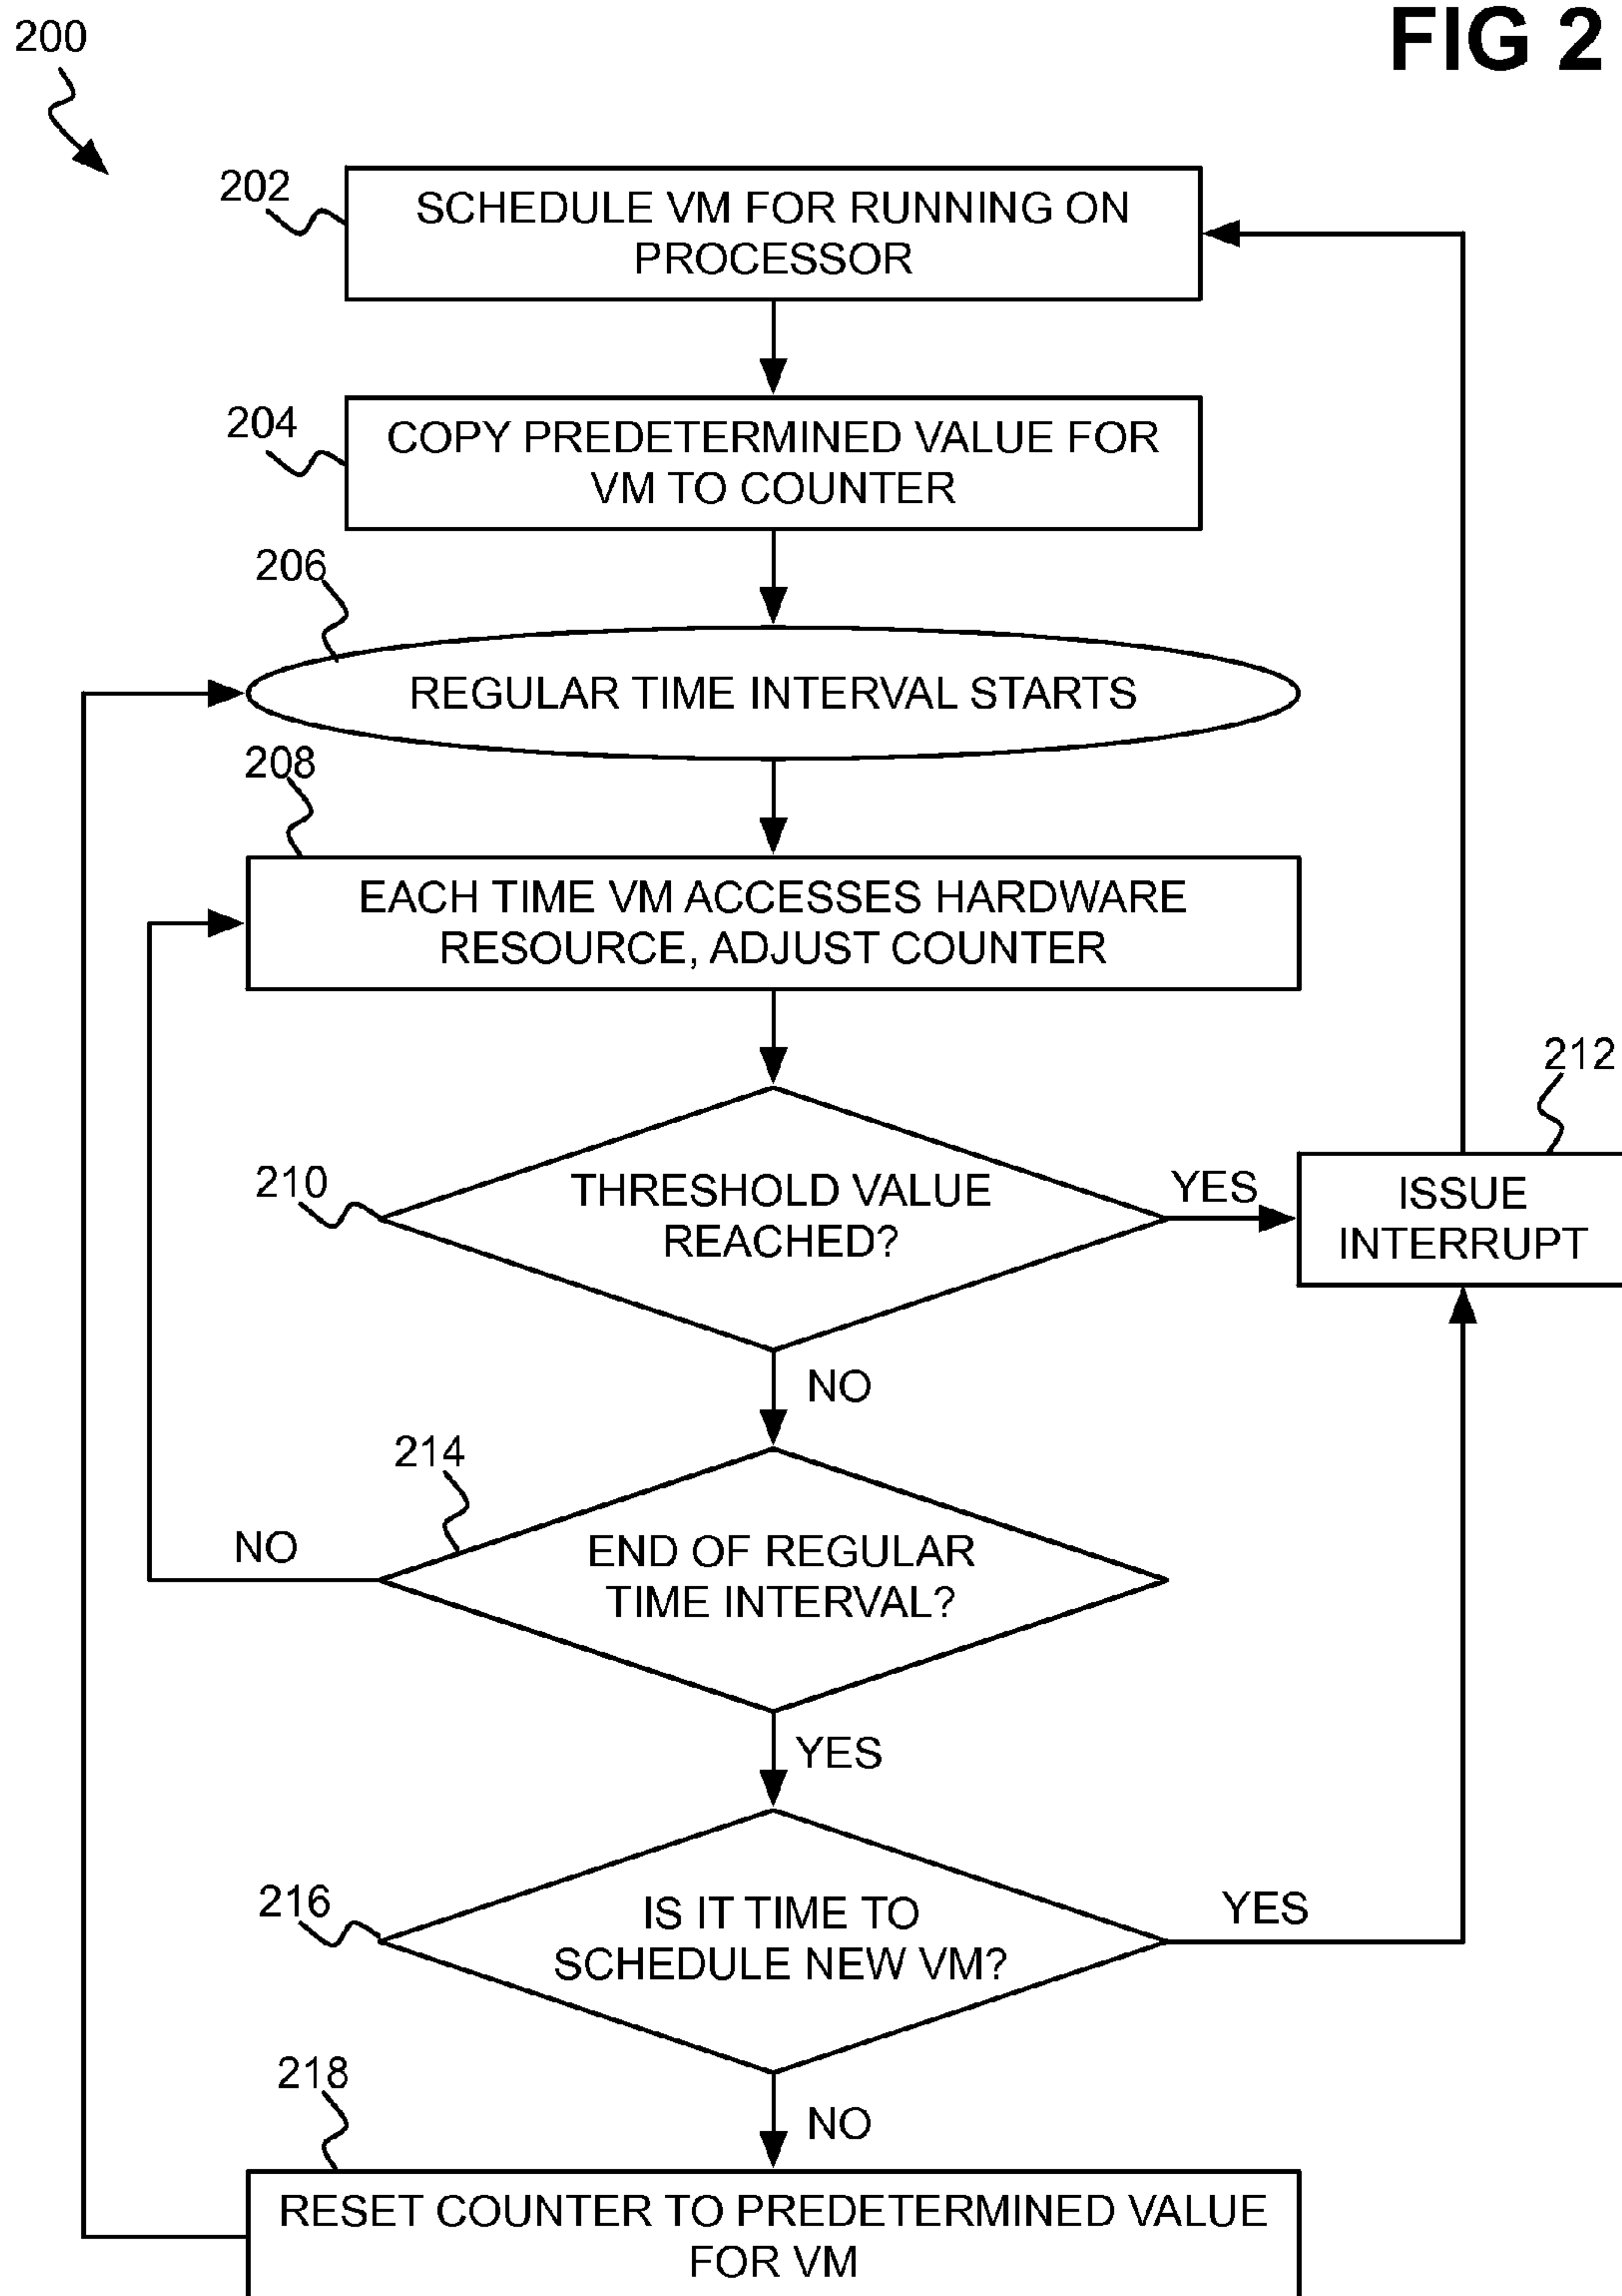 FIG 2
200
202
SCHEDULE VM FOR RUNNING ON
PROCESSOR
204
COPY PREDETERMINED VALUE FOR
VM TO COUNTER
206
REGULAR TIME INTERVAL STARTS
208
EACH TIME VM ACCESSES HARDWARE
RESOURCE, ADJUST COUNTER
210
THRESHOLD VALUE
REACHED?
YES
212
ISSUE
INTERRUPT
NO
214
END OF REGULAR
TIME INTERVAL?
NO
YES
216
IS IT TIME TO
SCHEDULE NEW VM?
YES
NO
218
RESET COUNTER TO PREDETERMINED VALUE
FOR VM